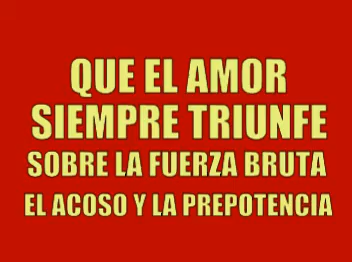 QUE EL AMOR
SIEMPRE TRIUNFE
SOBRE LA FUERZA BRUTA
EL ACOSO Y LA PREPOTENCIA